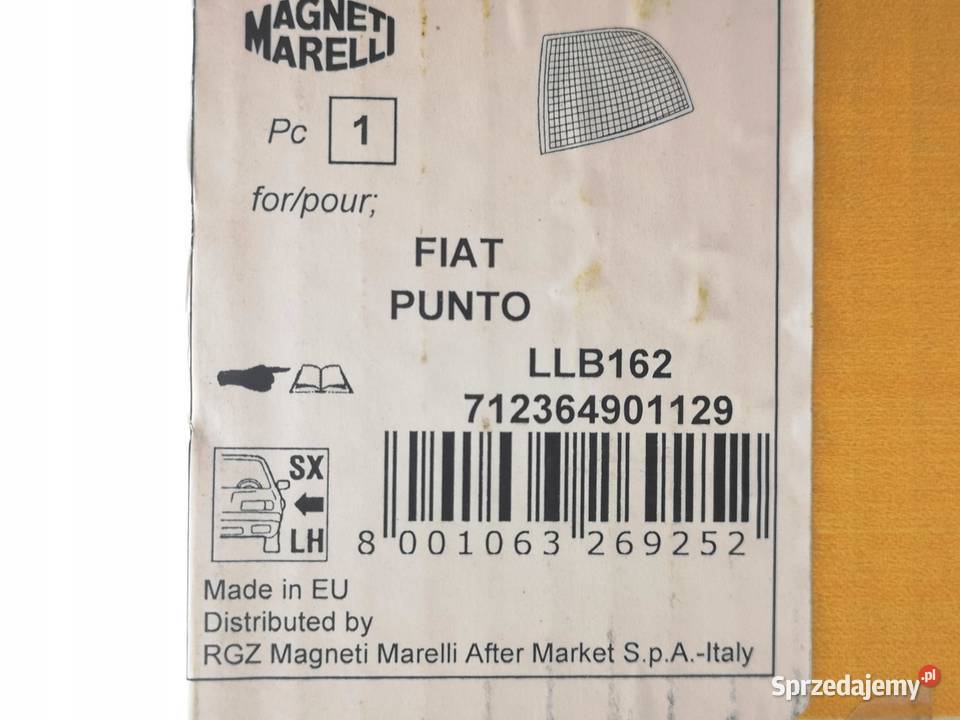 MAGNETI
MARELLI
Pc 1
for/pour;
FIAT
PUNTO
LLB162
712364901129
SX
LH
8 001063 269252
Made in EU
Distributed by
RGZ Magneti Marelli After Market S.p.A.-Italy
Sprzedajemy.pl